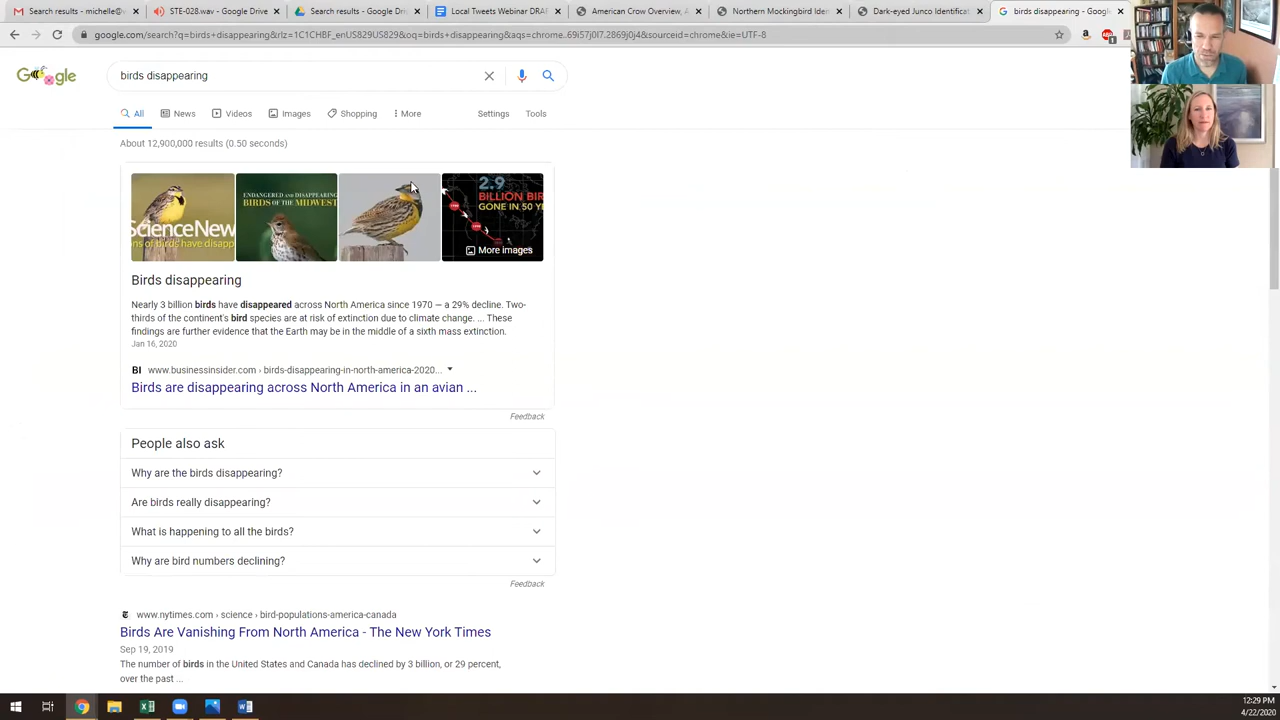 Search results - michelle@
STE-028.wav - Google Drive
Search results - Google Dri
Local Tweets Webinar DRAF
American Crow Overview, A
Northern Mockingbird Iden
Dark-eyed Junco Identificat
birds disappearing - Google
google.com/search?q=birds+disappearing&rlz=1C1CHBF_enUS829US829&oq=birds+disappearing&aqs=chrome..69i57j0l7.2869j0j4&sourceid=chrome&ie=UTF-8
birds disappearing
All News Videos Images Shopping More Settings Tools
About 12,900,000 results (0.50 seconds)
ScienceNew
ns of birds have disapp
ENDANGERED AND DISAPPEARING
BIRDS OF THE MIDWEST
2.9
BILLION BIR
GONE IN 50 YE
More images
Birds disappearing
Nearly 3 billion birds have disappeared across North America since 1970 — a 29% decline. Two-
thirds of the continent's bird species are at risk of extinction due to climate change. ... These
findings are further evidence that the Earth may be in the middle of a sixth mass extinction.
Jan 16, 2020
BI www.businessinsider.com › birds-disappearing-in-north-america-2020...
Birds are disappearing across North America in an avian ...
Feedback
People also ask
Why are the birds disappearing?
Are birds really disappearing?
What is happening to all the birds?
Why are bird numbers declining?
Feedback
www.nytimes.com › science › bird-populations-america-canada
Birds Are Vanishing From North America - The New York Times
Sep 19, 2019
The number of birds in the United States and Canada has declined by 3 billion, or 29 percent,
over the past ...
12:29 PM
4/22/2020